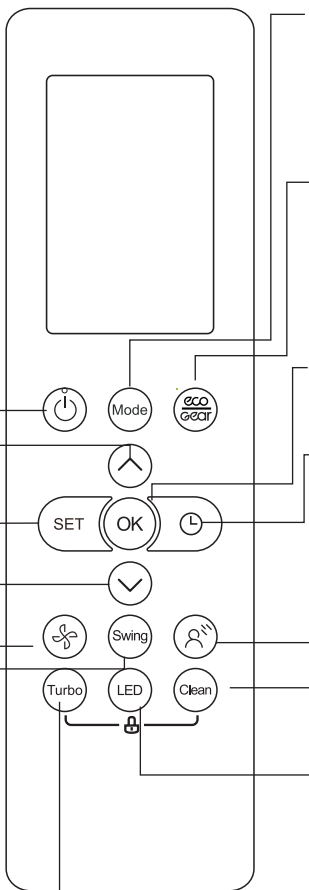 Mode
eco
Gear
SET
OK
Swing
Turbo
LED
Clean